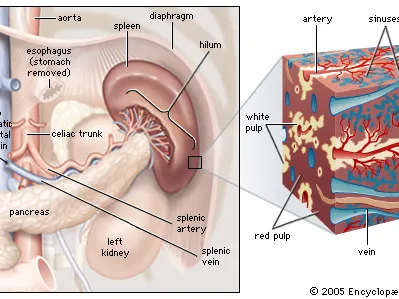 aorta
diaphragm
spleen
esophagus
(stomach
removed)
hilum
celiac trunk
pancreas
left
kidney
splenic
artery
splenic
vein
artery
sinuses
white
pulp
red pulp
vein
© 2005 Encyclopæ